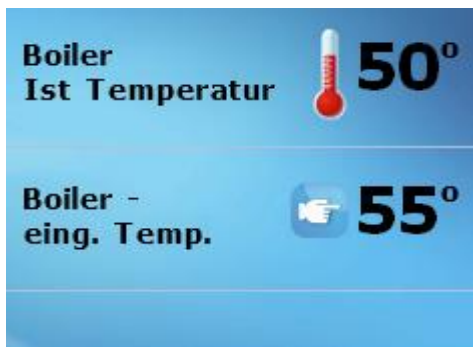 Boiler
Ist Temperatur
50°
Boiler -
eing. Temp.
55°